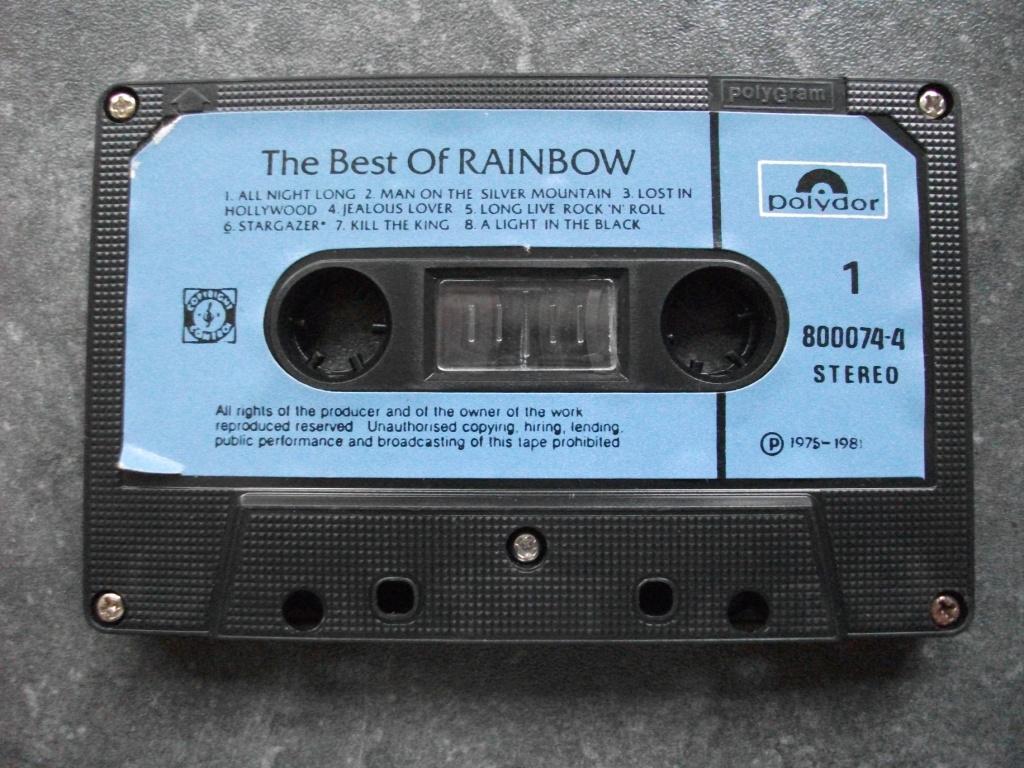 polyGram
The Best Of RAINBOW
1. ALL NIGHT LONG 2. MAN ON THE SILVER MOUNTAIN 3. LOST IN
HOLLYWOOD 4. JEALOUS LOVER 5. LONG LIVE ROCK 'N' ROLL
6. STARGAZER* 7. KILL THE KING 8. A LIGHT IN THE BLACK
polydor
1
800074-4
STEREO
COPYRIGHT
CONTROL
All rights of the producer and of the owner of the work
reproduced reserved Unauthorised copying, hiring, lending,
public performance and broadcasting of this tape prohibited
Ⓟ 1975-1981